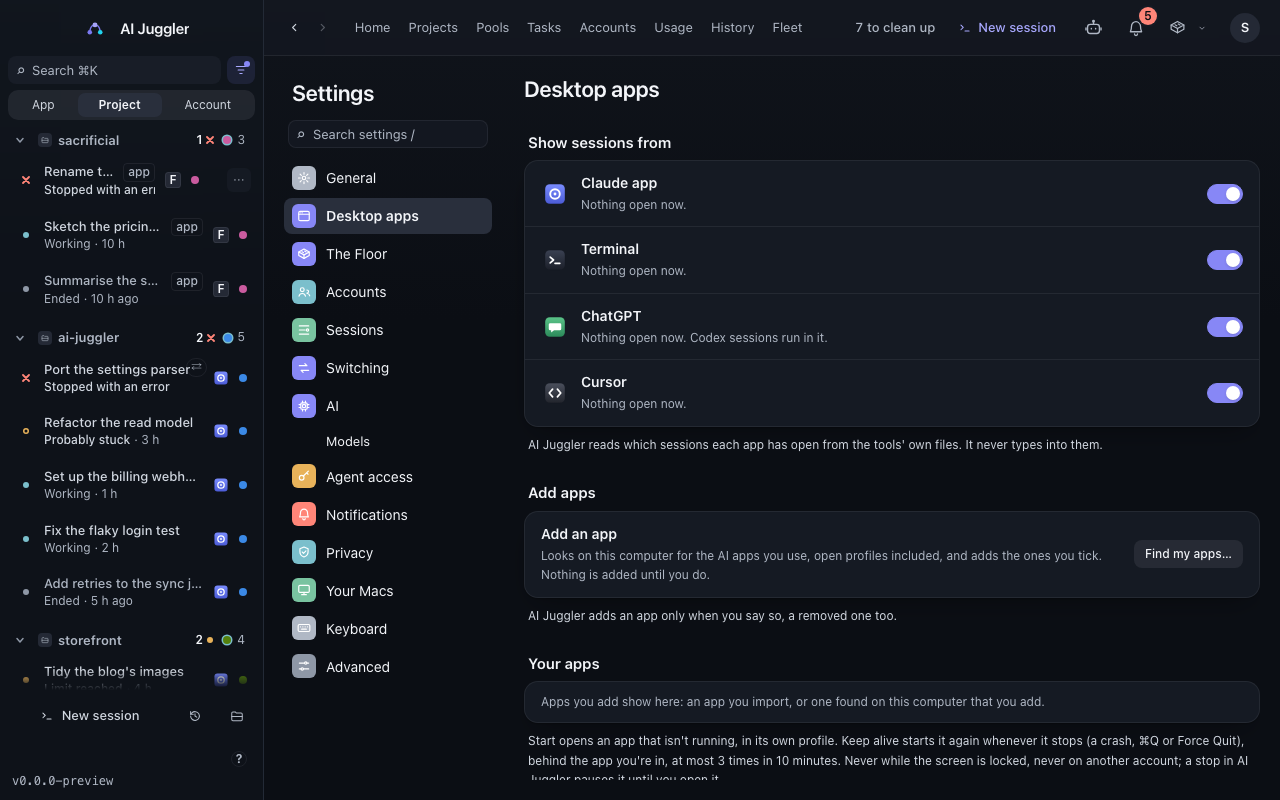 AI Juggler
Search ⌘K
App Project Account
sacrificial 1 3
Rename t... app F
Stopped with an err
Sketch the pricin... app F
Working · 10 h
Summarise the s... app F
Ended · 10 h ago
ai-juggler 2 5
Port the settings parser
Stopped with an error
Refactor the read model
Probably stuck · 3 h
Set up the billing webh...
Working · 1 h
Fix the flaky login test
Working · 2 h
Add retries to the sync j...
Ended · 5 h ago
storefront 2 4
Tidy the blog's images
Limit reached · 4 h
New session
?
v0.0.0-preview
Home Projects Pools Tasks Accounts Usage History Fleet 7 to clean up New session 5 S
Settings
Search settings /
General
Desktop apps
The Floor
Accounts
Sessions
Switching
AI
Models
Agent access
Notifications
Privacy
Your Macs
Keyboard
Advanced
Desktop apps
Show sessions from
Claude app
Nothing open now.
Terminal
Nothing open now.
ChatGPT
Nothing open now. Codex sessions run in it.
Cursor
Nothing open now.
AI Juggler reads which sessions each app has open from the tools' own files. It never types into them.
Add apps
Add an app
Looks on this computer for the AI apps you use, open profiles included, and adds the ones you tick.
Nothing is added until you do.
Find my apps...
AI Juggler adds an app only when you say so, a removed one too.
Your apps
Apps you add show here: an app you import, or one found on this computer that you add.
Start opens an app that isn't running, in its own profile. Keep alive starts it again whenever it stops (a crash, ⌘Q or Force Quit),
behind the app you're in, at most 3 times in 10 minutes. Never while the screen is locked, never on another account; a stop in AI
Juggler pauses it until you open it.